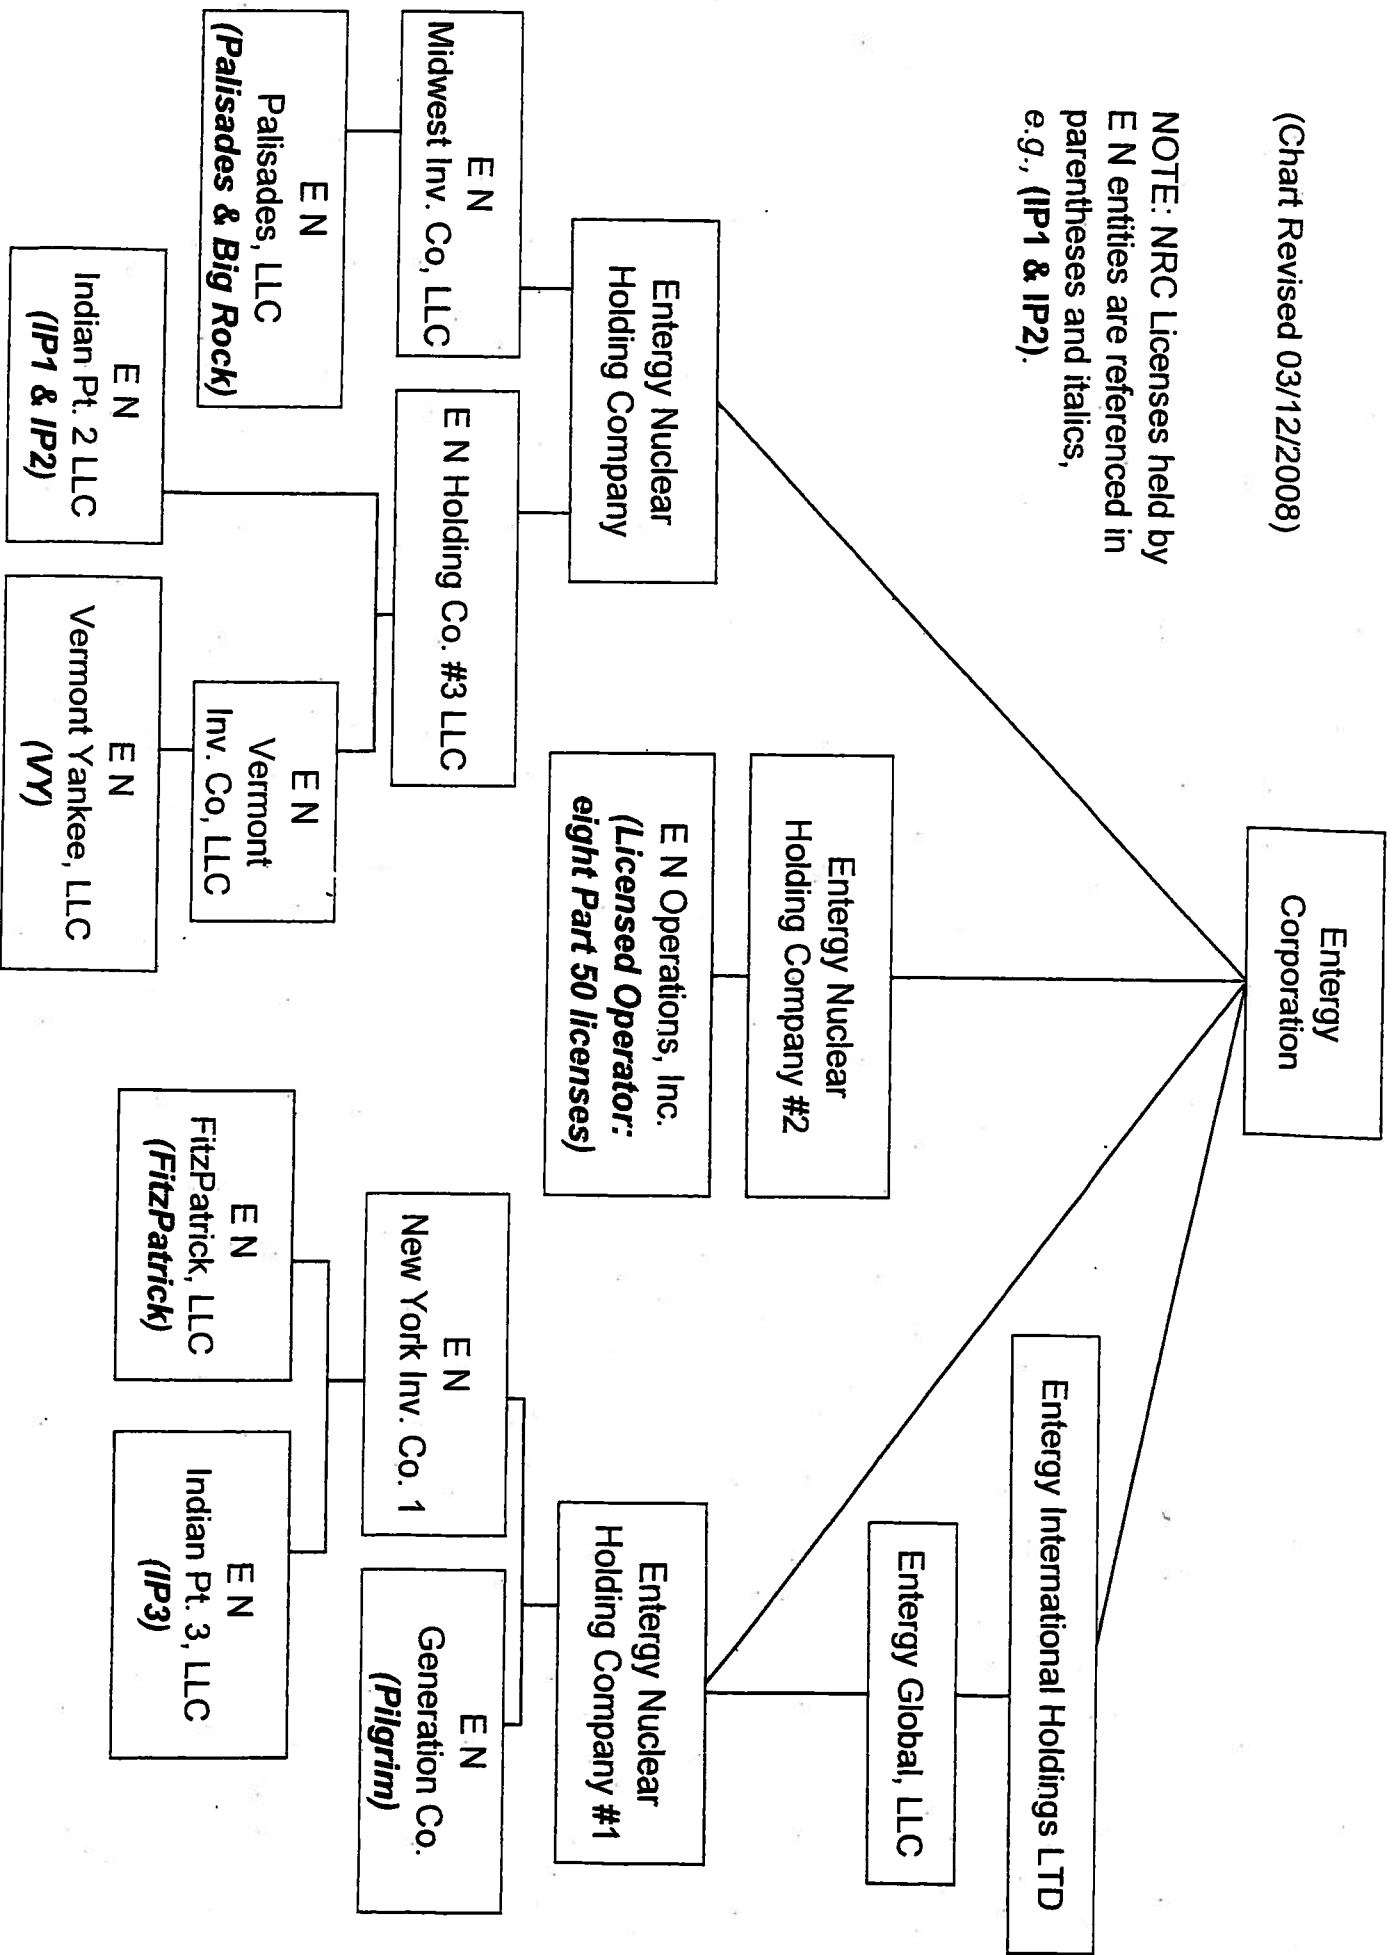 (Chart Revised 03/12/2008)
NOTE: NRC Licenses held by
E N entities are referenced in
parentheses and italics,
e.g., (IP1 & IP2).
Entergy
Corporation
Entergy International Holdings LTD
Entergy Global, LLC
Entergy Nuclear
Holding Company
Entergy Nuclear
Holding Company #2
Entergy Nuclear
Holding Company #1
E N
Midwest Inv. Co, LLC
E N Holding Co. #3 LLC
E N Operations, Inc.
(Licensed Operator:
eight Part 50 licenses)
E N
New York Inv. Co. 1
E N
Generation Co.
(Pilgrim)
E N
Palisades, LLC
(Palisades & Big Rock)
E N
Vermont
Inv. Co, LLC
E N
Indian Pt. 2 LLC
(IP1 & IP2)
E N
Vermont Yankee, LLC
(VY)
E N
FitzPatrick, LLC
(FitzPatrick)
E N
Indian Pt. 3, LLC
(IP3)